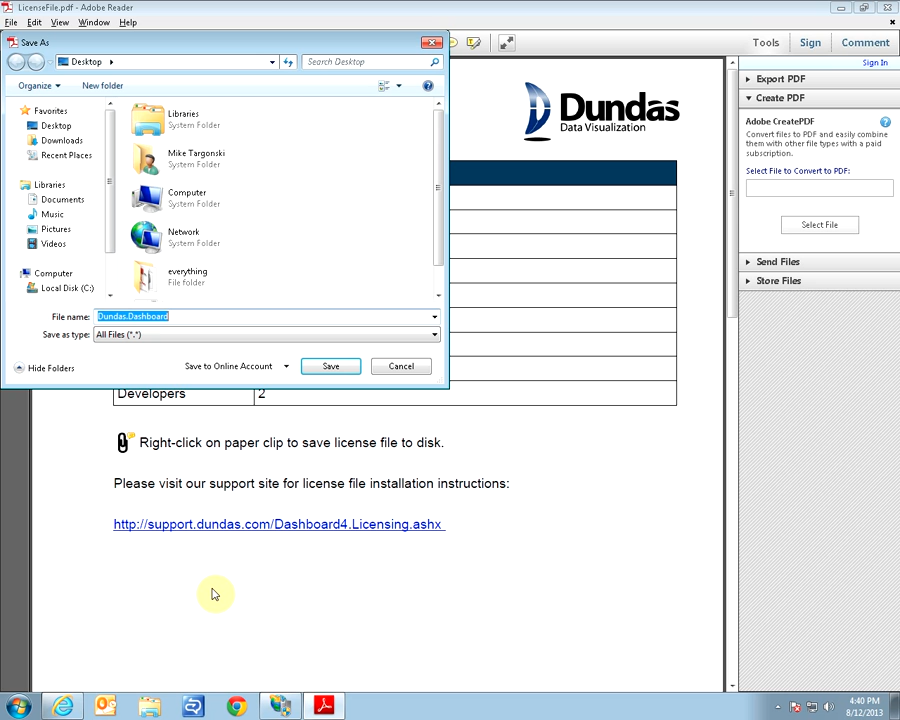 LicenseFile.pdf - Adobe Reader
File Edit View Window Help
Tools Sign Comment
Sign In
Save As
Desktop
Search Desktop
Organize New folder
Favorites
Desktop
Downloads
Recent Places
Libraries
Documents
Music
Pictures
Videos
Computer
Local Disk (C:)
Libraries
System Folder
Mike Targonski
System Folder
Computer
System Folder
Network
System Folder
everything
File folder
File name: Dundas.Dashboard
Save as type: All Files (*.*)
Hide Folders Save to Online Account Save Cancel
Dundas
Data Visualization
Developers 2
Right-click on paper clip to save license file to disk.
Please visit our support site for license file installation instructions:
http://support.dundas.com/Dashboard4.Licensing.ashx
Export PDF
Create PDF
Adobe CreatePDF
Convert files to PDF and easily combine
them with other file types with a paid
subscription.
Select File to Convert to PDF:
Select File
Send Files
Store Files
4:40 PM
8/12/2013